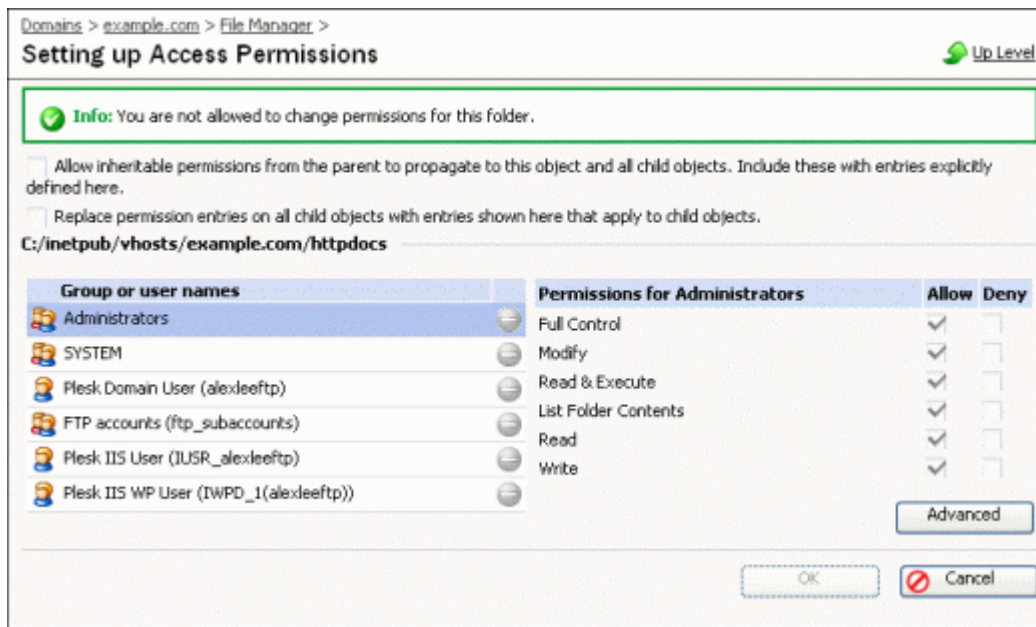 Domains > example.com > File Manager >
Setting up Access Permissions
Up Level
Info: You are not allowed to change permissions for this folder.
Allow inheritable permissions from the parent to propagate to this object and all child objects. Include these with entries explicitly
defined here.
Replace permission entries on all child objects with entries shown here that apply to child objects.
C:/inetpub/vhosts/example.com/httpdocs
Group or user names
Administrators
SYSTEM
Plesk Domain User (alexleeftp)
FTP accounts (ftp_subaccounts)
Plesk IIS User (IUSR_alexleeftp)
Plesk IIS WP User (IWPD_1(alexleeftp))
Permissions for Administrators Allow Deny
Full Control
Modify
Read & Execute
List Folder Contents
Read
Write
Advanced
OK
Cancel